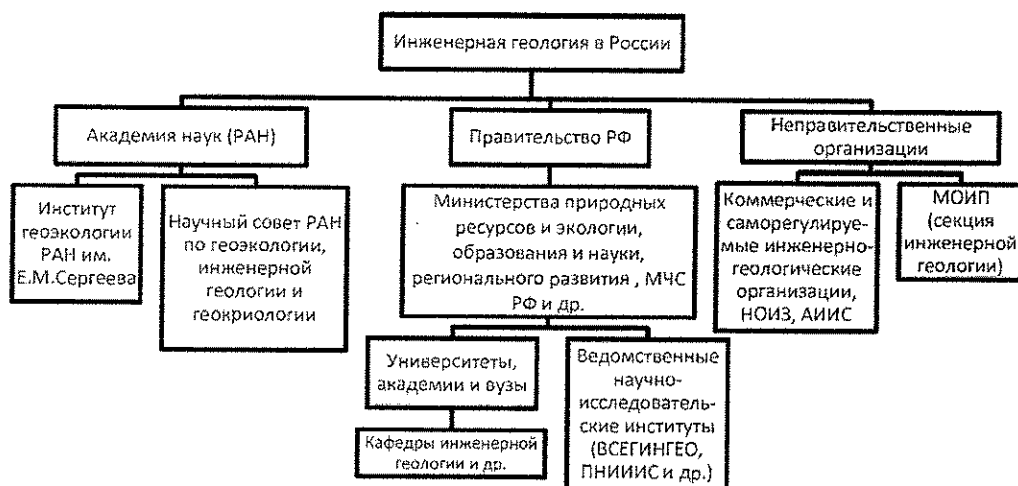 Инженерная геология в России
Академия наук (РАН)
Правительство РФ
Неправительственные
организации
Институт
геоэкологии
РАН им.
Е.М.Сергеева
Научный совет РАН
по геоэкологии,
инженерной
геологии и
геокриологии
Министерства природных
ресурсов и экологии,
образования и науки,
регионального развития , МЧС
РФ и др.
Коммерческие и
саморегулируе-
мые инженерно-
геологические
организации,
НОИЗ, АИИС
МОИП
(секция
инженерной
геологии)
Университеты,
академии и вузы
Ведомственные
научно-
исследователь-
ские институты
(ВСЕГИНГЕО,
ПНИИИС и др.)
Кафедры инженерной
геологии и др.